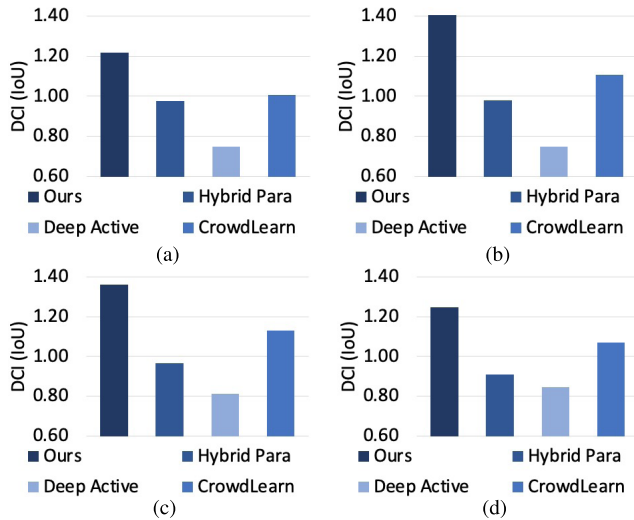 1.40
1.20
1.00
0.80
0.60
DCI (IoU)
Ours
Hybrid Para
Deep Active
CrowdLearn
(a)
1.40
1.20
1.00
0.80
0.60
DCI (IoU)
Ours
Hybrid Para
Deep Active
CrowdLearn
(b)
1.40
1.20
1.00
0.80
0.60
DCI (IoU)
Ours
Hybrid Para
Deep Active
CrowdLearn
(c)
1.40
1.20
1.00
0.80
0.60
DCI (IoU)
Ours
Hybrid Para
Deep Active
CrowdLearn
(d)